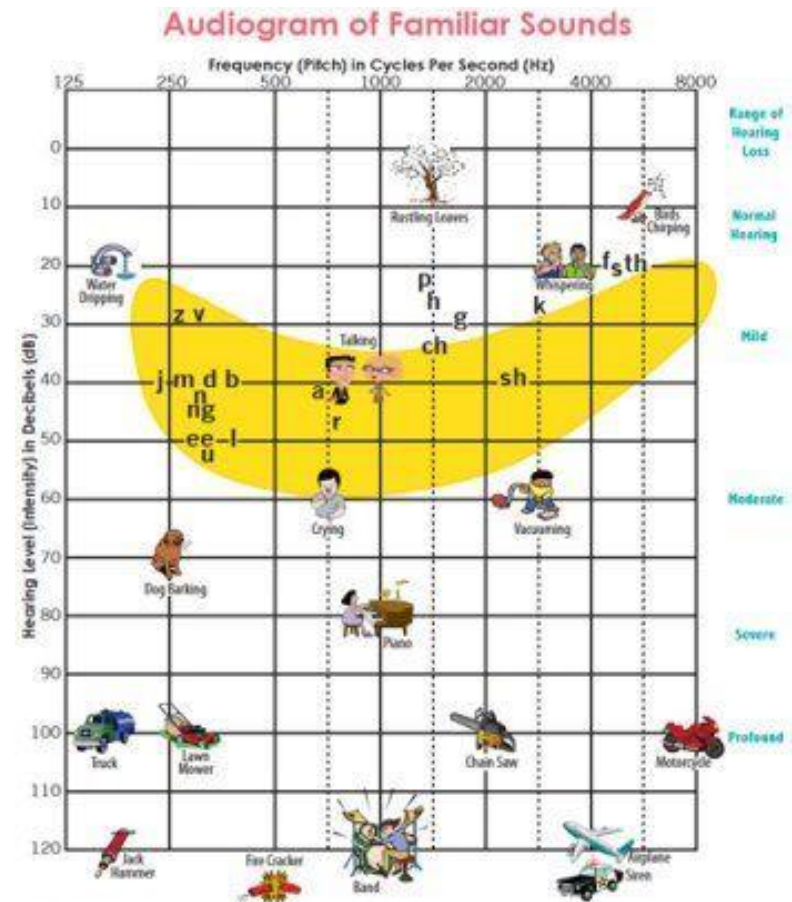 Audiogram of Familiar Sounds
Frequency (Pitch) in Cycles Per Second (Hz)
125 250 500 1000 2000 4000 8000
Hearing Level (Intensity) in Decibels (dB)
Range of
Hearing
Loss
0
Rustling Leaves
10
Birds
Chirping
Normal
Hearing
20
Water
Dripping
Whispering
f s th
p
h
k
30
z v
g
Talking
ch
Mild
40
j m d b
a
sh
n
ng
r
50
ee l
u
60
Crying
Vacuuming
Moderate
70
Dog Barking
80
Piano
Severe
90
100
Truck
Lawn
Mower
Chain Saw
Motorcycle
Profound
110
120
Jack
Hammer
Fire Cracker
Band
Airplane
Siren